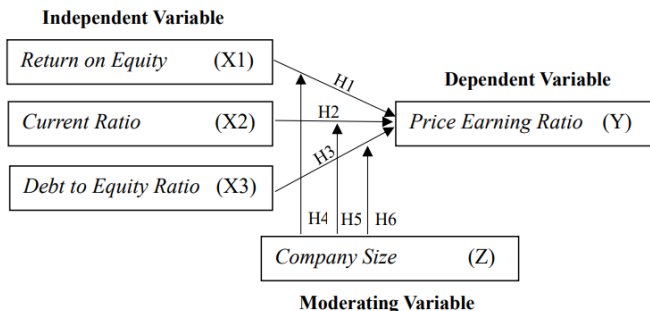 Independent Variable
Return on Equity (X1)
H1
Dependent Variable
Current Ratio (X2)
H2
Price Earning Ratio (Y)
H3
Debt to Equity Ratio (X3)
H4 H5 H6
Company Size (Z)
Moderating Variable